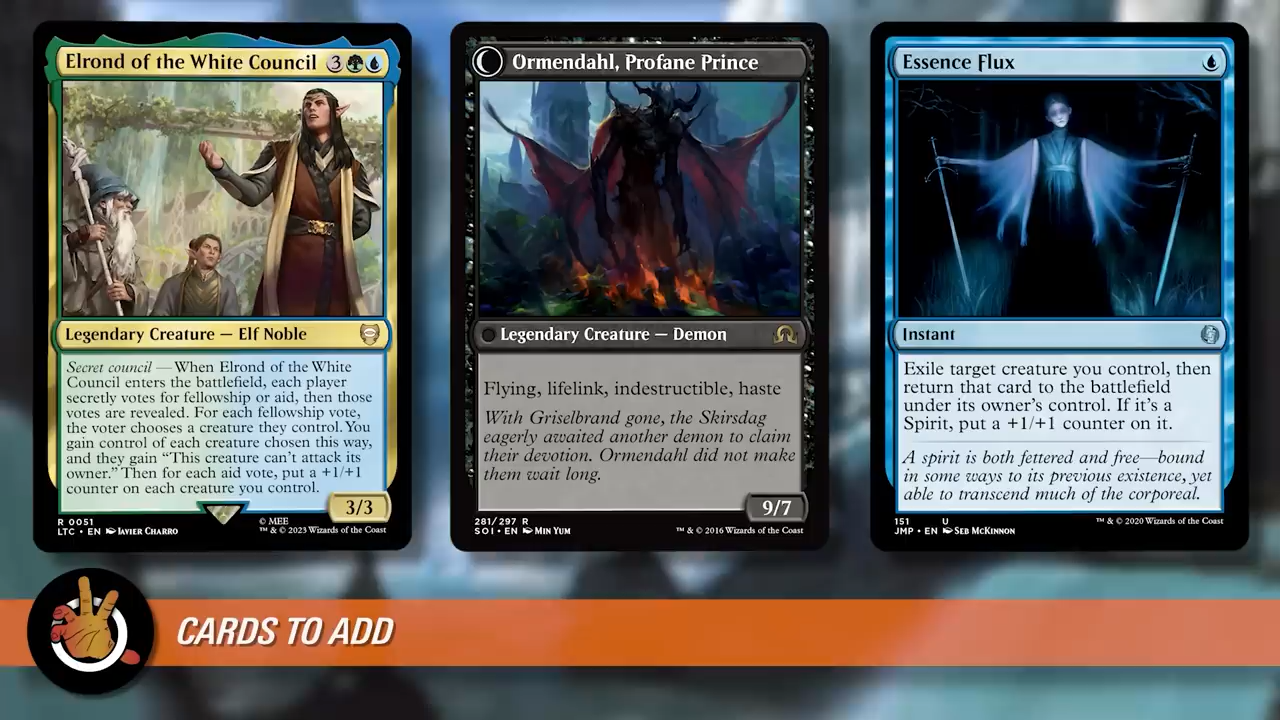 Elrond of the White Council 3
Legendary Creature — Elf Noble
Secret council — When Elrond of the White
Council enters the battlefield, each player
secretly votes for fellowship or aid, then those
votes are revealed. For each fellowship vote,
the voter chooses a creature they control. You
gain control of each creature chosen this way,
and they gain “This creature can’t attack its
owner.” Then for each aid vote, put a +1/+1
counter on each creature you control.
3/3
R 0051
LTC • EN Javier Charro
© MEE
™ & © 2023 Wizards of the Coast
Ormendahl, Profane Prince
Legendary Creature — Demon
Flying, lifelink, indestructible, haste
With Griselbrand gone, the Skirsdag
eagerly awaited another demon to claim
their devotion. Ormendahl did not make
them wait long.
9/7
281/297 R
SOI • EN Min Yum
™ & © 2016 Wizards of the Coast
Essence Flux
Instant
Exile target creature you control, then
return that card to the battlefield
under its owner’s control. If it’s a
Spirit, put a +1/+1 counter on it.
A spirit is both fettered and free—bound
in some ways to its previous existence, yet
able to transcend much of the corporeal.
151 U
JMP • EN Seb McKinnon
™ & © 2020 Wizards of the Coast
CARDS TO ADD